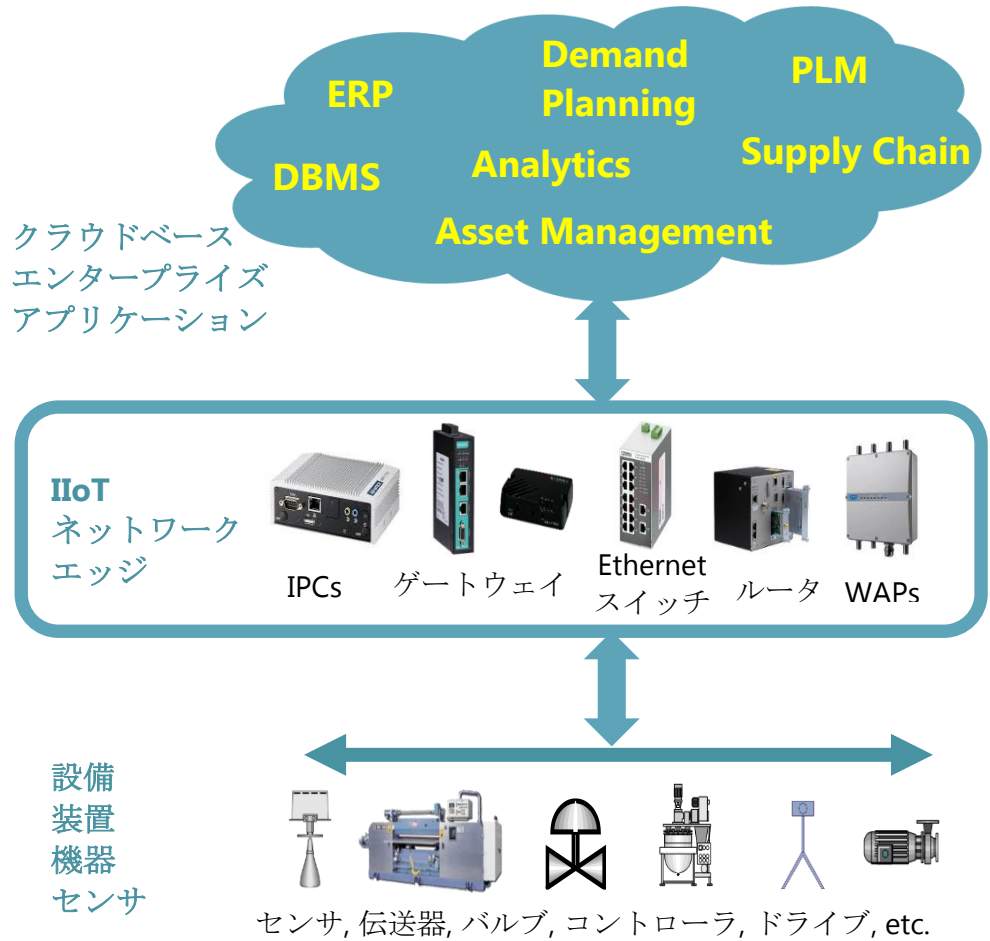 Demand
Planning
PLM
ERP
DBMS
Analytics
Supply Chain
Asset Management
クラウドベース
エンタープライズ
アプリケーション
IIoT
ネットワーク
エッジ
IPCs
ゲートウェイ
Ethernet
スイッチ
ルータ
WAPs
設備
装置
機器
センサ
センサ, 伝送器, バルブ, コントローラ, ドライブ, etc.